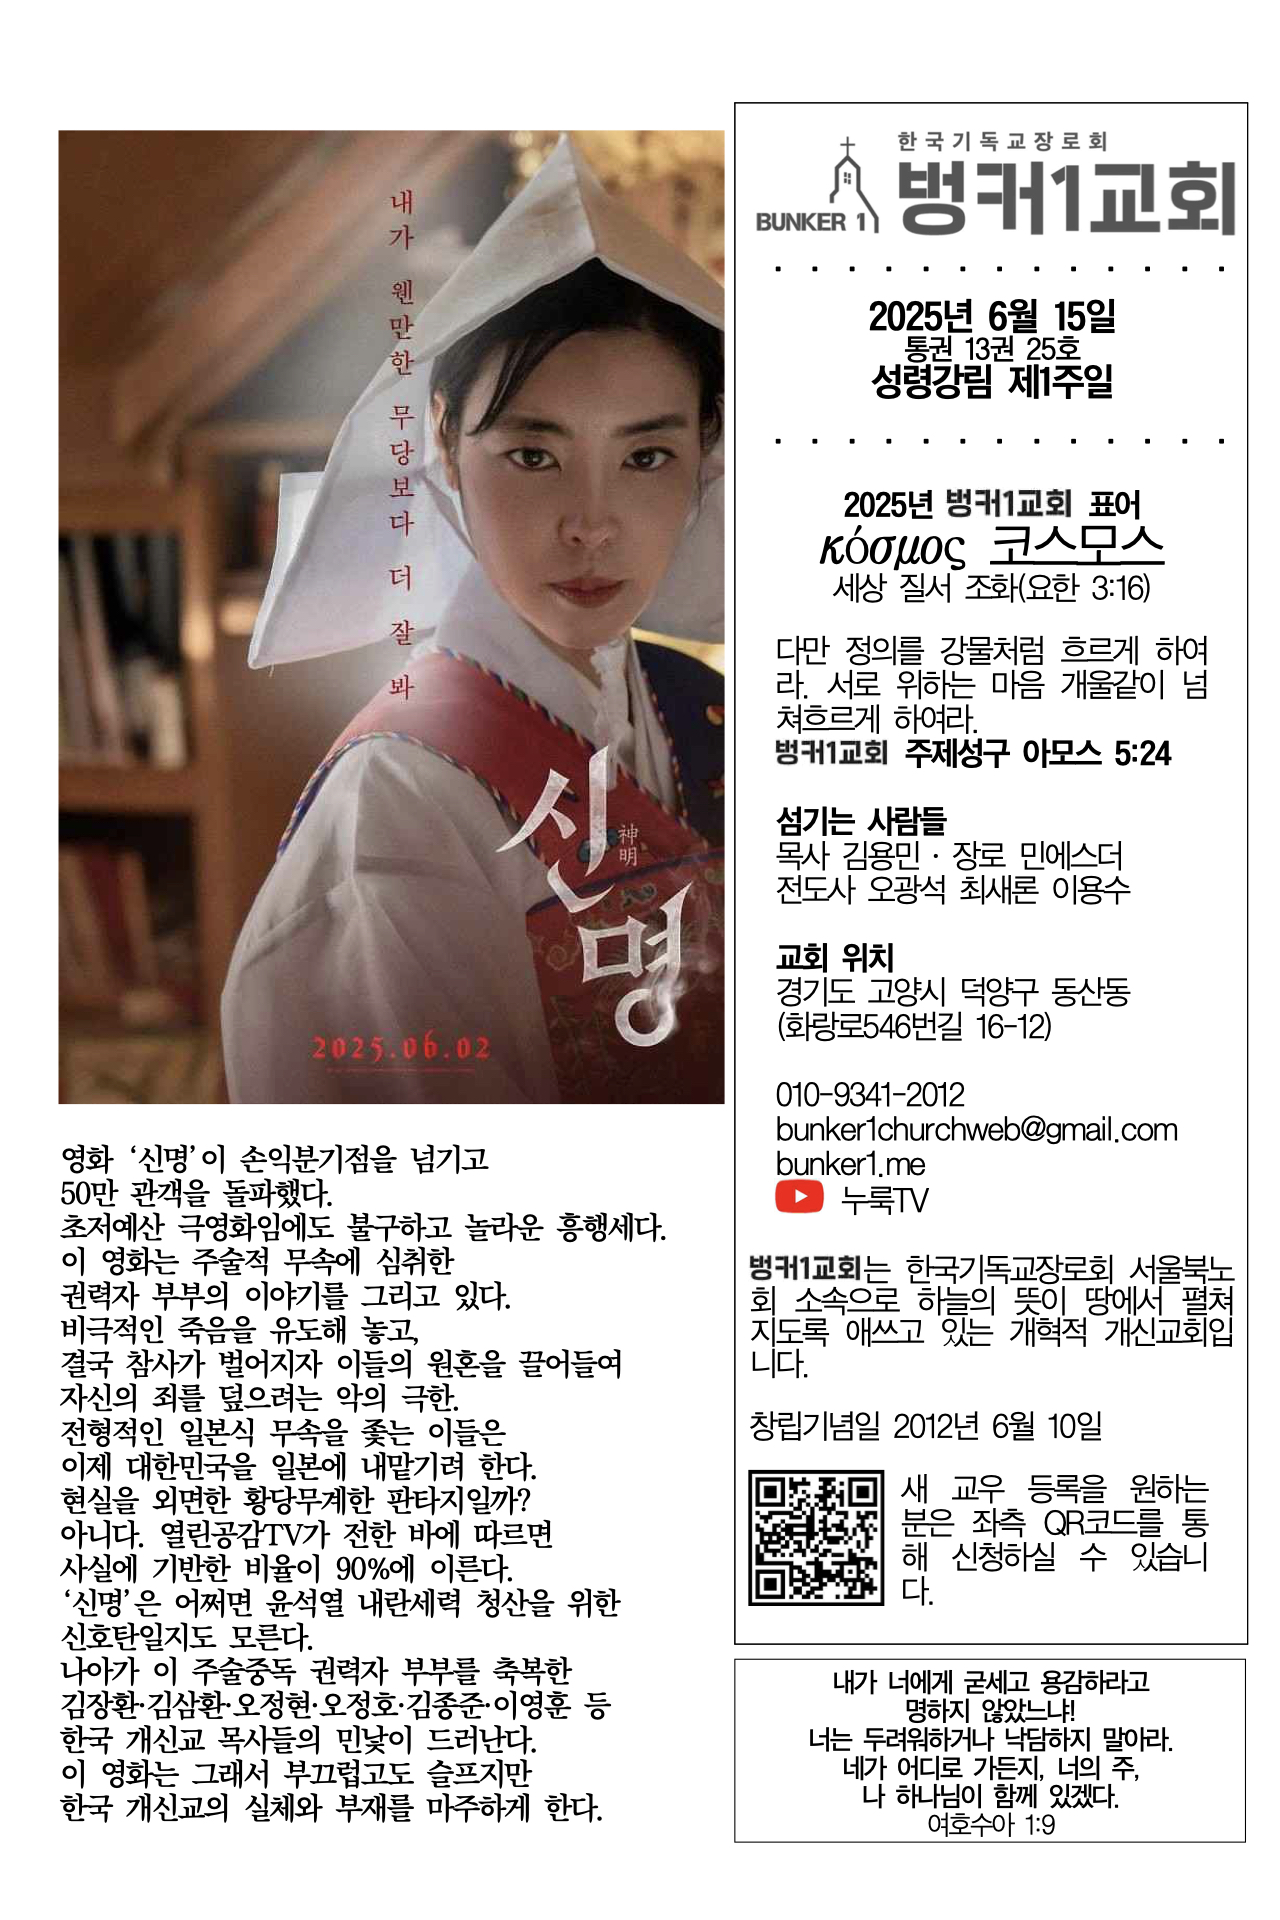 내가 웬만한 무당보다 더 잘 봐
신명
神明
2025.06.02
영화 ‘신명’이 손익분기점을 넘기고
50만 관객을 돌파했다.
초저예산 극영화임에도 불구하고 놀라운 흥행세다.
이 영화는 주술적 무속에 심취한
권력자 부부의 이야기를 그리고 있다.
비극적인 죽음을 유도해 놓고,
결국 참사가 벌어지자 이들의 원혼을 끌어들여
자신의 죄를 덮으려는 악의 극한.
전형적인 일본식 무속을 좇는 이들은
이제 대한민국을 일본에 내맡기려 한다.
현실을 외면한 황당무계한 판타지일까?
아니다. 열린공감TV가 전한 바에 따르면
사실에 기반한 비율이 90%에 이른다.
‘신명’은 어쩌면 윤석열 내란세력 청산을 위한
신호탄일지도 모른다.
나아가 이 주술중독 권력자 부부를 축복한
김장환·김삼환·오정현·오정호·김종준·이영훈 등
한국 개신교 목사들의 민낯이 드러난다.
이 영화는 그래서 부끄럽고도 슬프지만
한국 개신교의 실체와 부재를 마주하게 한다.
한국기독교장로회
BUNKER 1
벙커1교회
2025년 6월 15일
통권 13권 25호
성령강림 제1주일
2025년 벙커1교회 표어
κόσμος 코스모스
세상 질서 조화(요한 3:16)
다만 정의를 강물처럼 흐르게 하여
라. 서로 위하는 마음 개울같이 넘
쳐흐르게 하여라.
벙커1교회 주제성구 아모스 5:24
섬기는 사람들
목사 김용민 · 장로 민에스더
전도사 오광석 최새론 이용수
교회 위치
경기도 고양시 덕양구 동산동
(화랑로546번길 16-12)
010-9341-2012
bunker1churchweb@gmail.com
bunker1.me
누룩TV
벙커1교회는 한국기독교장로회 서울북노
회 소속으로 하늘의 뜻이 땅에서 펼쳐
지도록 애쓰고 있는 개혁적 개신교회입
니다.
창립기념일 2012년 6월 10일
새 교우 등록을 원하는
분은 좌측 QR코드를 통
해 신청하실 수 있습니
다.
내가 너에게 굳세고 용감하라고
명하지 않았느냐!
너는 두려워하거나 낙담하지 말아라.
네가 어디로 가든지, 너의 주,
나 하나님이 함께 있겠다.
여호수아 1:9